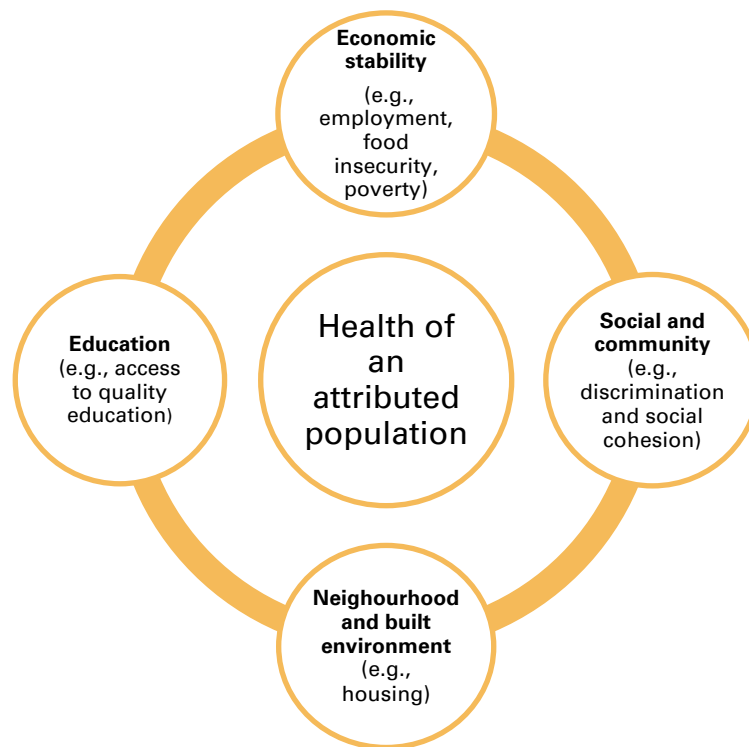 Economic
stability
(e.g.,
employment,
food
insecurity,
poverty)
Education
(e.g., access
to quality
education)
Health of
an
attributed
population
Social and
community
(e.g.,
discrimination
and social
cohesion)
Neighourhood
and built
environment
(e.g.,
housing)